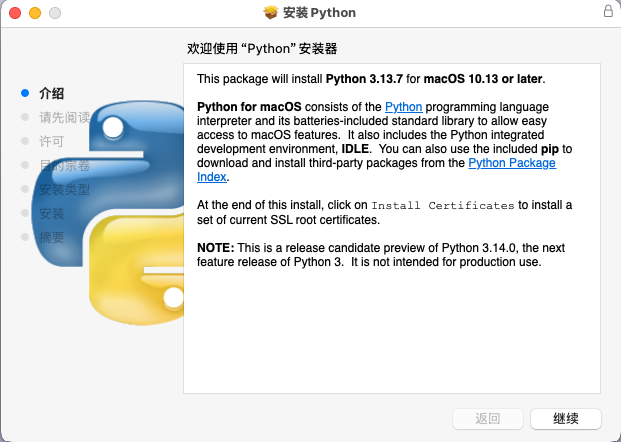 安装 Python
欢迎使用 “Python” 安装器
介绍
请先阅读
许可
目的宗卷
安装类型
安装
摘要
This package will install Python 3.13.7 for macOS 10.13 or later.
Python for macOS consists of the Python programming language
interpreter and its batteries-included standard library to allow easy
access to macOS features. It also includes the Python integrated
development environment, IDLE. You can also use the included pip to
download and install third-party packages from the Python Package
Index.
At the end of this install, click on Install Certificates to install a
set of current SSL root certificates.
NOTE: This is a release candidate preview of Python 3.14.0, the next
feature release of Python 3. It is not intended for production use.
返回
继续